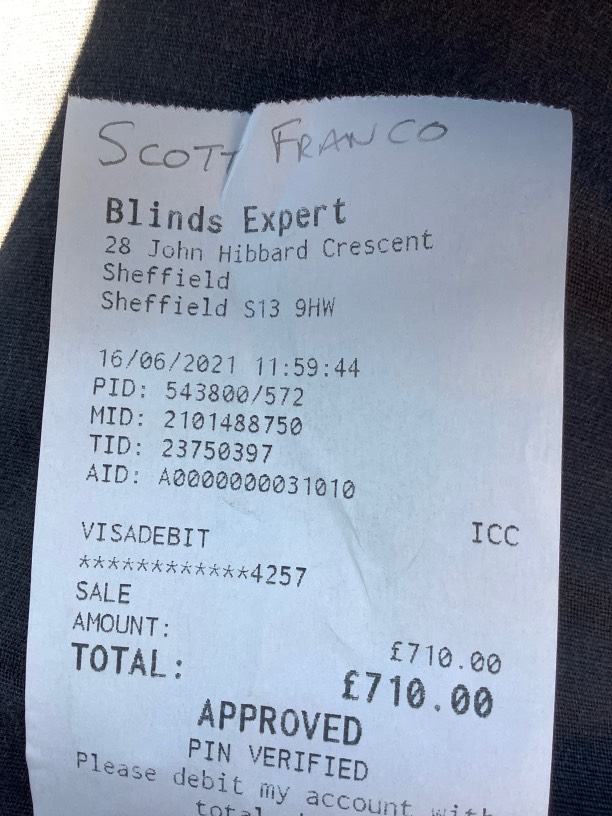 SCOTT FRANCO
Blinds Expert
28 John Hibbard Crescent
Sheffield
Sheffield S13 9HW
16/06/2021 11:59:44
PID: 543800/572
MID: 2101488750
TID: 23750397
AID: A0000000031010
VISADEBIT ICC
************4257
SALE
AMOUNT: £710.00
TOTAL: £710.00
APPROVED
PIN VERIFIED
Please debit my account with
total